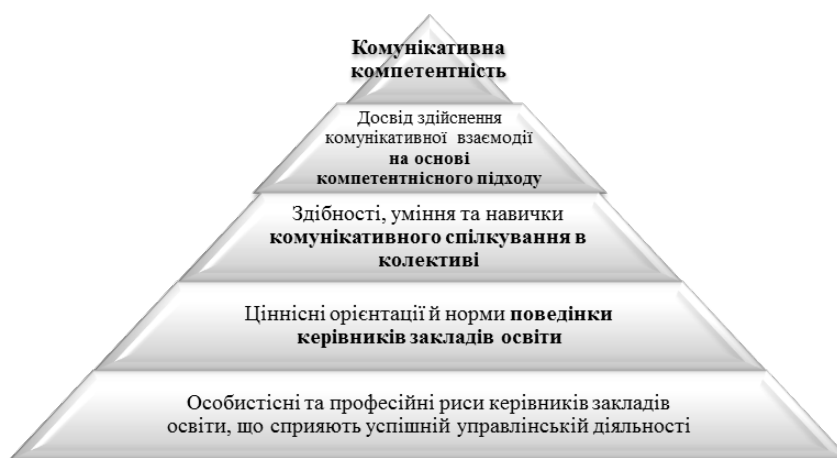 Комунікативна
компетентність
Досвід здійснення
комунікативної взаємодії
на основі
компетентнісного підходу
Здібності, уміння та навички
комунікативного спілкування в
колективі
Ціннісні орієнтації й норми поведінки
керівників закладів освіти
Особистісні та професійні риси керівників закладів
освіти, що сприяють успішній управлінській діяльності